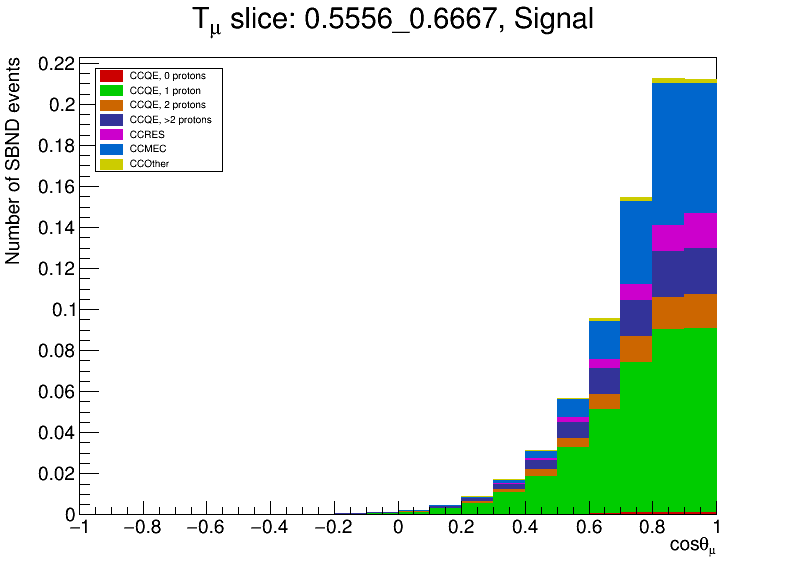 T_μ slice: 0.5556_0.6667, Signal
Number of SBND events
0.22
0.2
0.18
0.16
0.14
0.12
0.1
0.08
0.06
0.04
0.02
0
CCQE, 0 protons
CCQE, 1 proton
CCQE, 2 protons
CCQE, >2 protons
CCRES
CCMEC
CCOther
−1 −0.8 −0.6 −0.4 −0.2 0 0.2 0.4 0.6 0.8 1
cosθ_μ